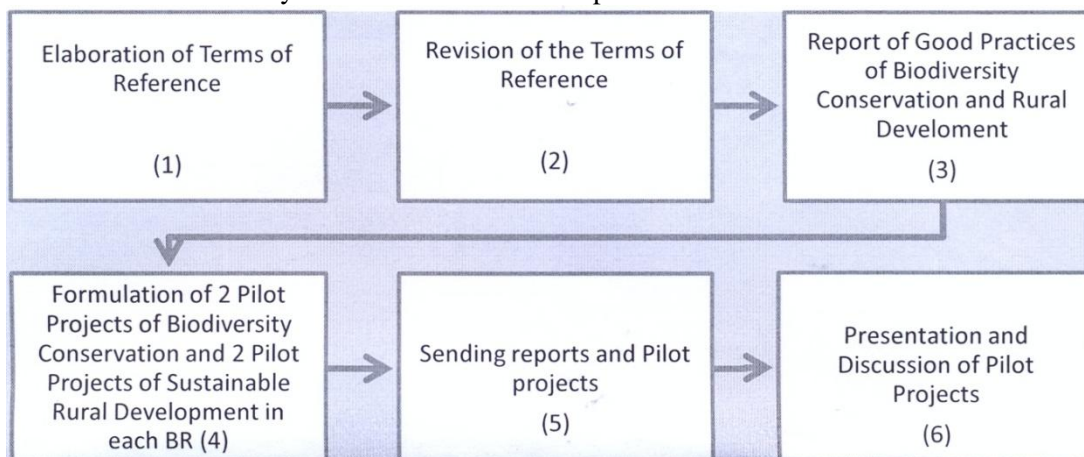 Elaboration of Terms of
Reference
(1)
Revision of the Terms of
Reference
(2)
Report of Good Practices
of Biodiversity
Conservation and Rural
Develoment
(3)
Formulation of 2 Pilot
Projects of Biodiversity
Conservation and 2 Pilot
Projects of Sustainable
Rural Development in
each BR (4)
Sending reports and Pilot
projects
(5)
Presentation and
Discussion of Pilot
Projects
(6)